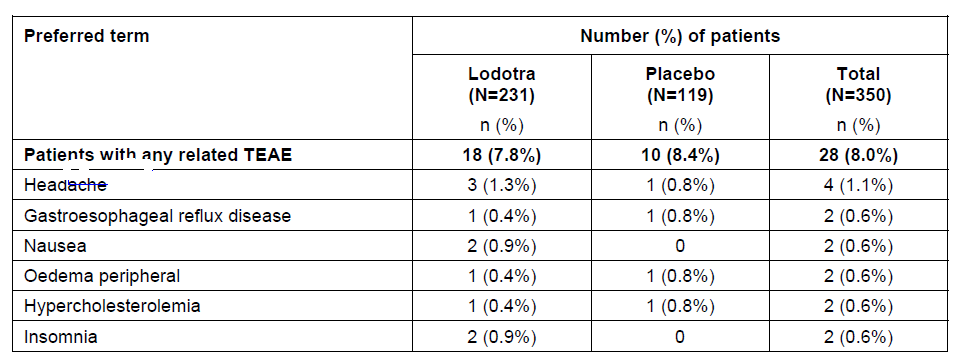 Preferred term Number (%) of patients
Lodotra Placebo Total
(N=231) (N=119) (N=350)
n (%) n (%) n (%)
Patients with any related TEAE 18 (7.8%) 10 (8.4%) 28 (8.0%)
Headache 3 (1.3%) 1 (0.8%) 4 (1.1%)
Gastroesophageal reflux disease 1 (0.4%) 1 (0.8%) 2 (0.6%)
Nausea 2 (0.9%) 0 2 (0.6%)
Oedema peripheral 1 (0.4%) 1 (0.8%) 2 (0.6%)
Hypercholesterolemia 1 (0.4%) 1 (0.8%) 2 (0.6%)
Insomnia 2 (0.9%) 0 2 (0.6%)